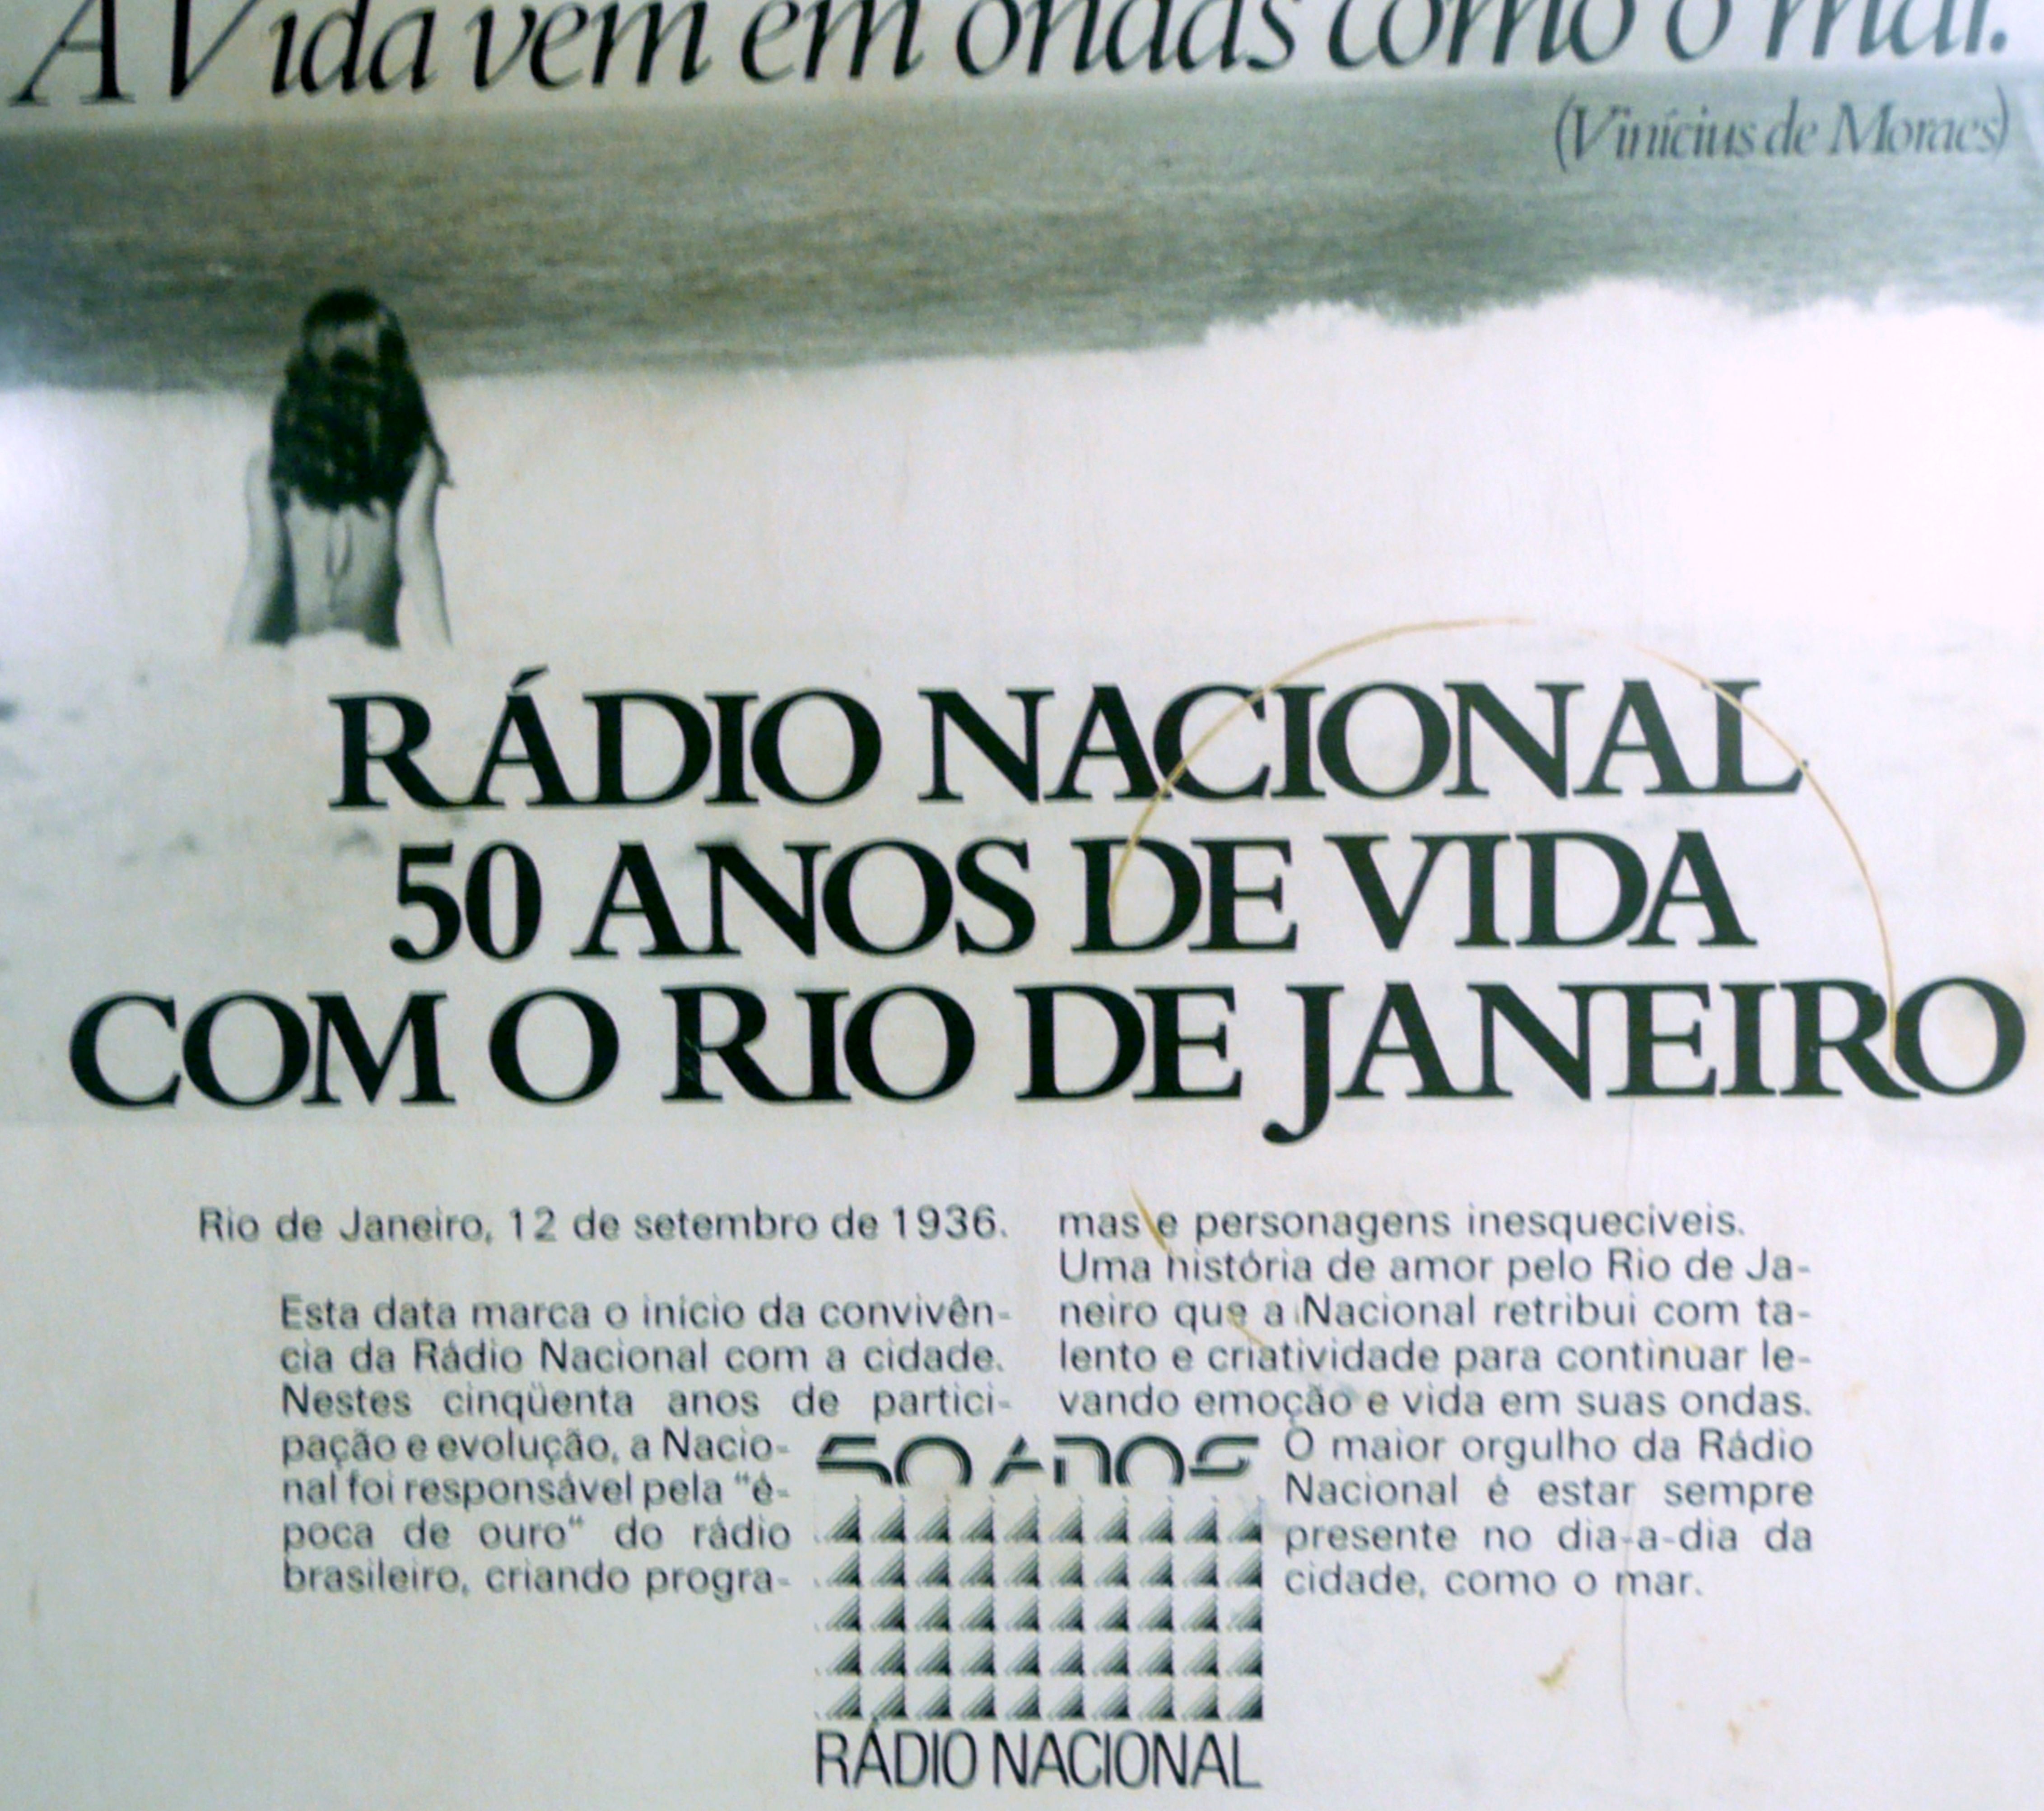 A Vida vem em ondas como o mar.
(Vinícius de Moraes)
RÁDIO NACIONAL
50 ANOS DE VIDA
COM O RIO DE JANEIRO
Rio de Janeiro, 12 de setembro de 1936.
Esta data marca o início da convivên-
cia da Rádio Nacional com a cidade.
Nestes cinqüenta anos de partici-
pação e evolução, a Nacio-
nal foi responsável pela “é-
poca de ouro“ do rádio
brasileiro, criando progra-
mas e personagens inesquecíveis.
Uma história de amor pelo Rio de Ja-
neiro que a Nacional retribui com ta-
lento e criatividade para continuar le-
vando emoção e vida em suas ondas.
O maior orgulho da Rádio
Nacional é estar sempre
presente no dia-a-dia da
cidade, como o mar.
50 ANOS
RÁDIO NACIONAL